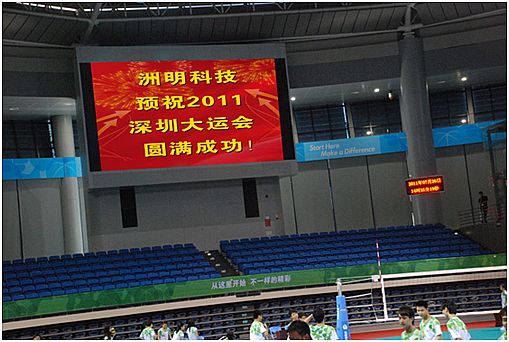 洲明科技
预祝2011
深圳大运会
圆满成功！
Start Here
Make a Difference
从这里开始 不一样的精彩